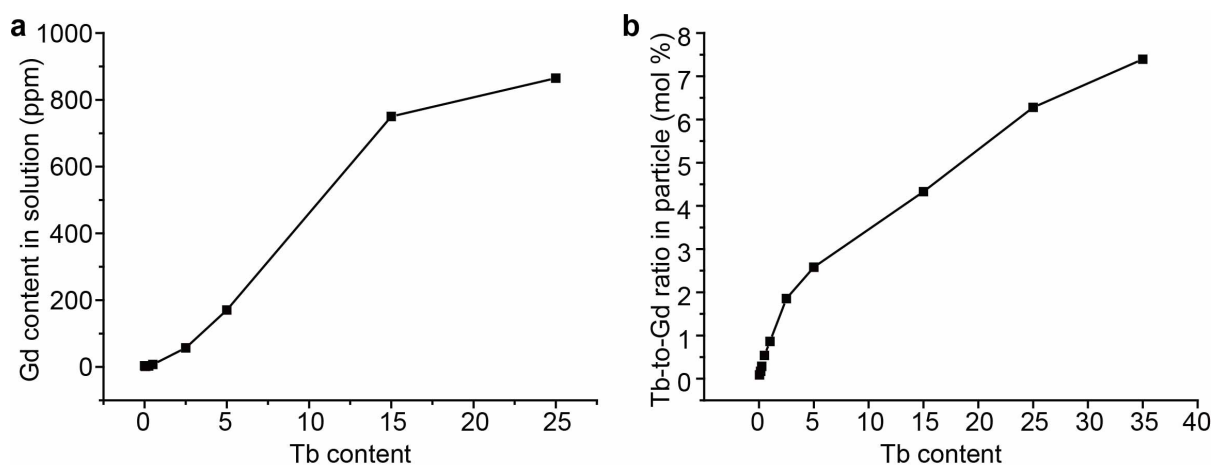 a
Gd content in solution (ppm)
1000
800
600
400
200
0
0 5 10 15 20 25
Tb content
b
Tb-to-Gd ratio in particle (mol %)
8
7
6
5
4
3
2
1
0
0 5 10 15 20 25 30 35 40
Tb content